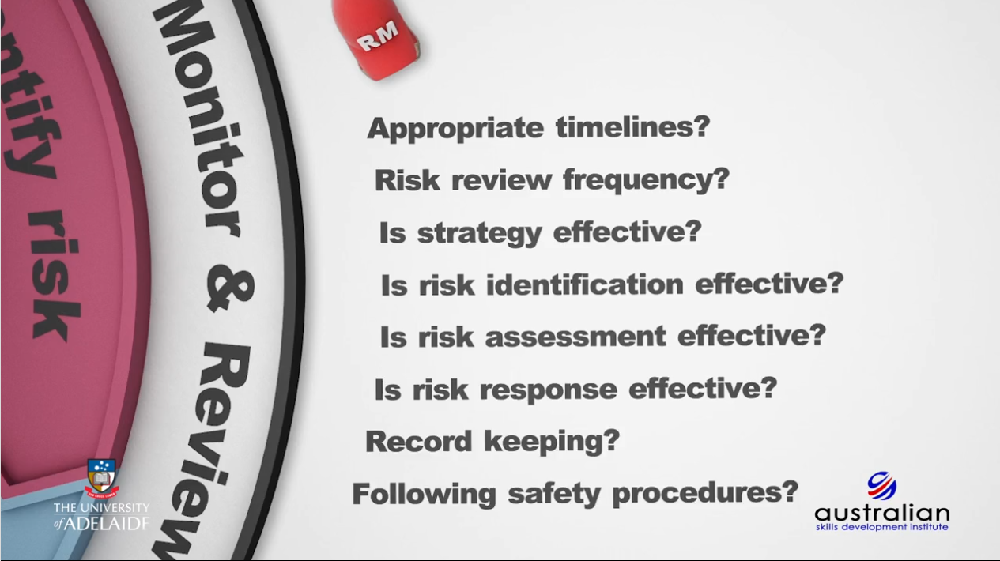 ntify risk
Monitor & Review
RM
Appropriate timelines?
Risk review frequency?
Is strategy effective?
Is risk identification effective?
Is risk assessment effective?
Is risk response effective?
Record keeping?
Following safety procedures?
THE UNIVERSITY
of ADELAIDE
australian
skills development institute